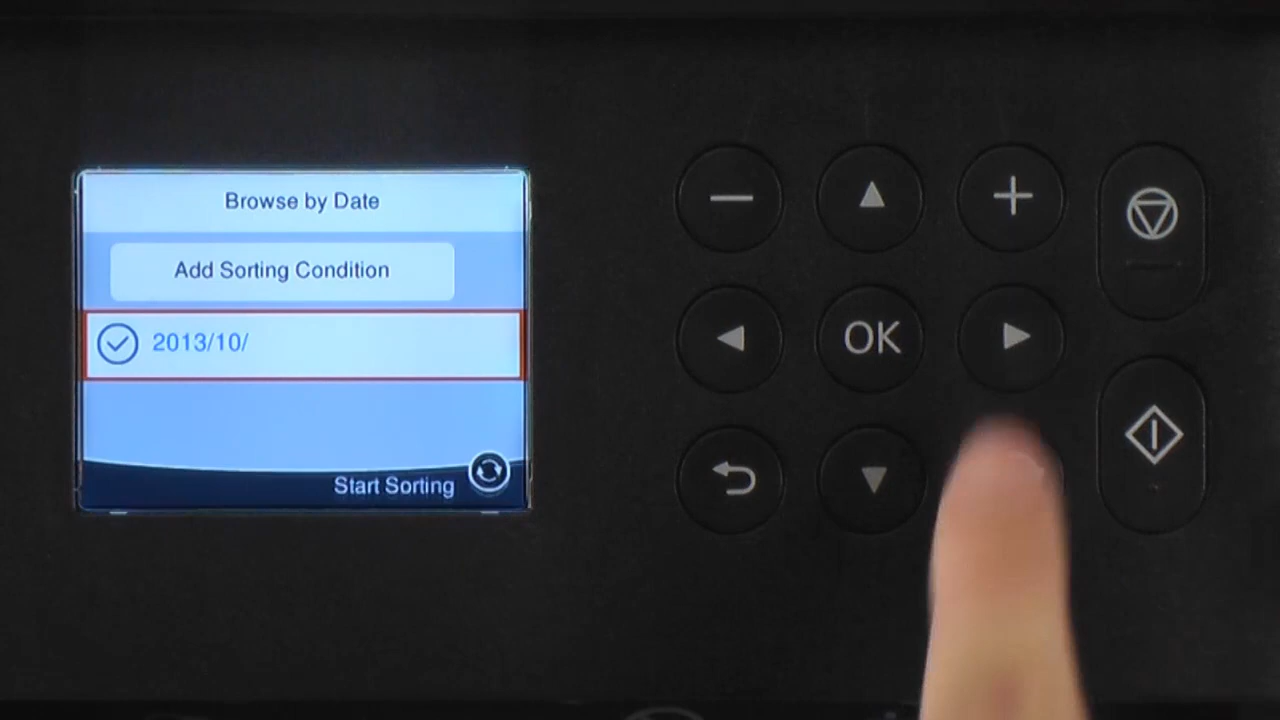 Browse by Date
Add Sorting Condition
2013/10/
Start Sorting
OK